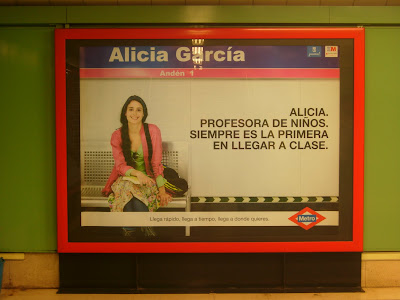 Alicia García
Andén 1
ALICIA.
PROFESORA DE NIÑOS.
SIEMPRE ES LA PRIMERA
EN LLEGAR A CLASE.
Llega rápido, llega a tiempo, llega a donde quieras.
Metro